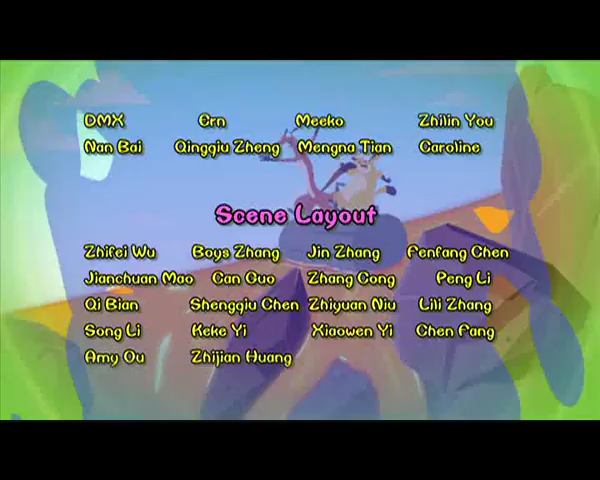 DMX Ern Meeko Zhilin You
Nan Bai Qingqiu Zheng Mengna Tian Caroline
Scene Layout
Zhifei Wu Boys Zhang Jin Zhang Fenfang Chen
Jianchuan Mao Can Guo Zhang Cong Peng Li
Qi Bian Shengqiu Chen Zhiyuan Niu Lili Zhang
Song Li Keke Yi Xiaowen Yi Chen Fang
Amy Ou Zhijian Huang